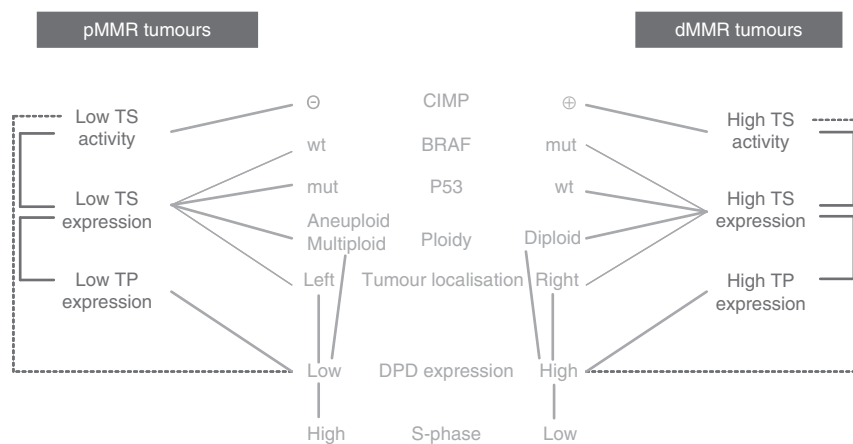 pMMR tumours
dMMR tumours
Low TS
activity
Θ CIMP ⊕
High TS
activity
wt BRAF mut
Low TS
expression
mut P53 wt
High TS
expression
Aneuploid
Multiploid Ploidy Diploid
Low TP
expression
Left Tumour localisation Right
High TP
expression
Low DPD expression High
High S-phase Low